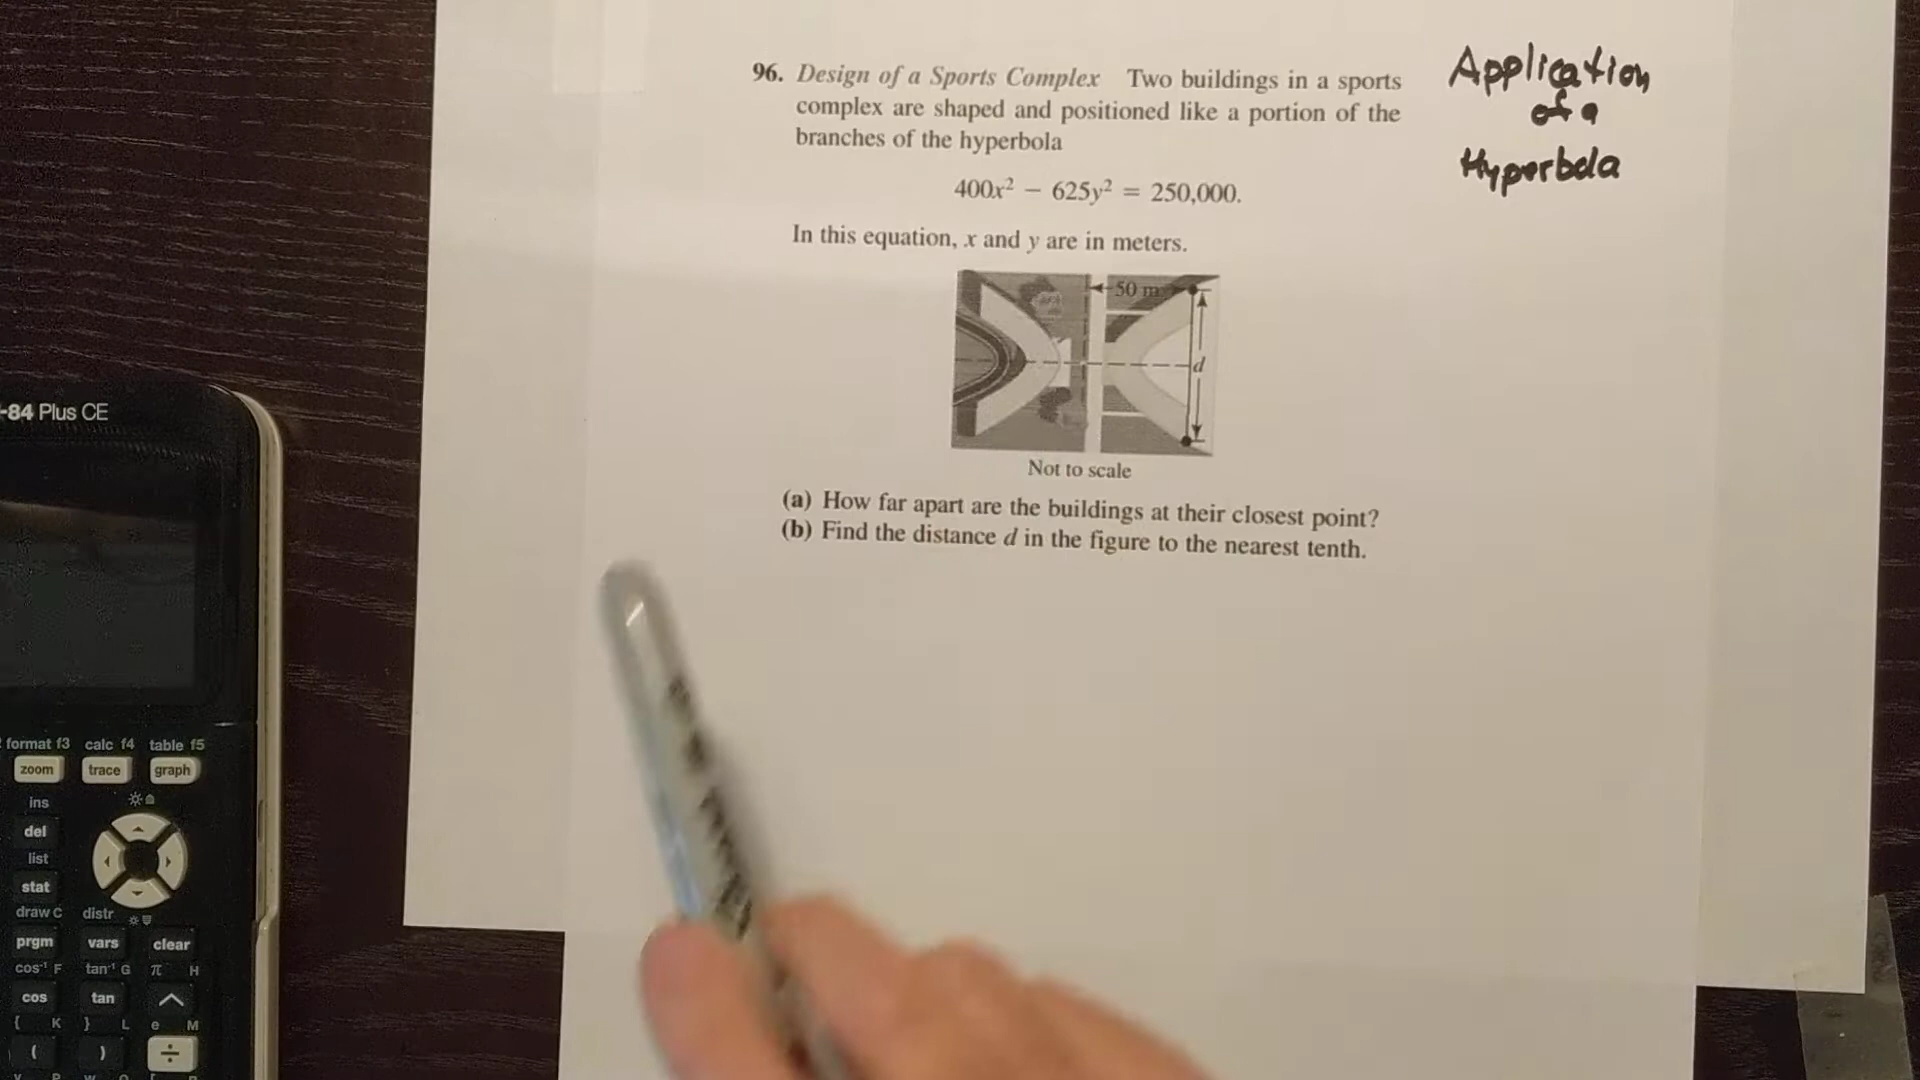 96. Design of a Sports Complex Two buildings in a sports
complex are shaped and positioned like a portion of the
branches of the hyperbola
400x² − 625y² = 250,000.
In this equation, x and y are in meters.
50 m
d
Not to scale
(a) How far apart are the buildings at their closest point?
(b) Find the distance d in the figure to the nearest tenth.
Application
of a
Hyperbola
-84 Plus CE
format f3 calc f4 table f5
zoom trace graph
ins
del
list
stat
draw C distr
prgm vars clear
cos⁻¹ F tan⁻¹ G π H
cos tan ^
{ K } L e M
( ) ÷